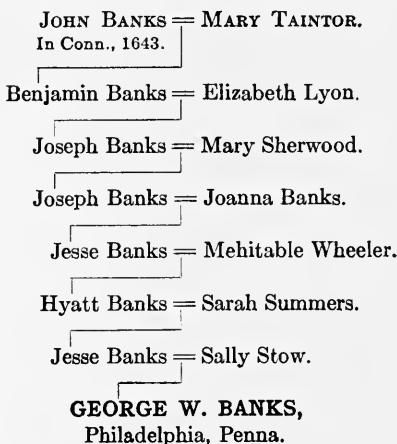 JOHN BANKS = MARY TAINTOR.
In Conn., 1643.
Benjamin Banks = Elizabeth Lyon.
Joseph Banks = Mary Sherwood.
Joseph Banks = Joanna Banks.
Jesse Banks = Mehitable Wheeler.
Hyatt Banks = Sarah Summers.
Jesse Banks = Sally Stow.
GEORGE W. BANKS,
Philadelphia, Penna.